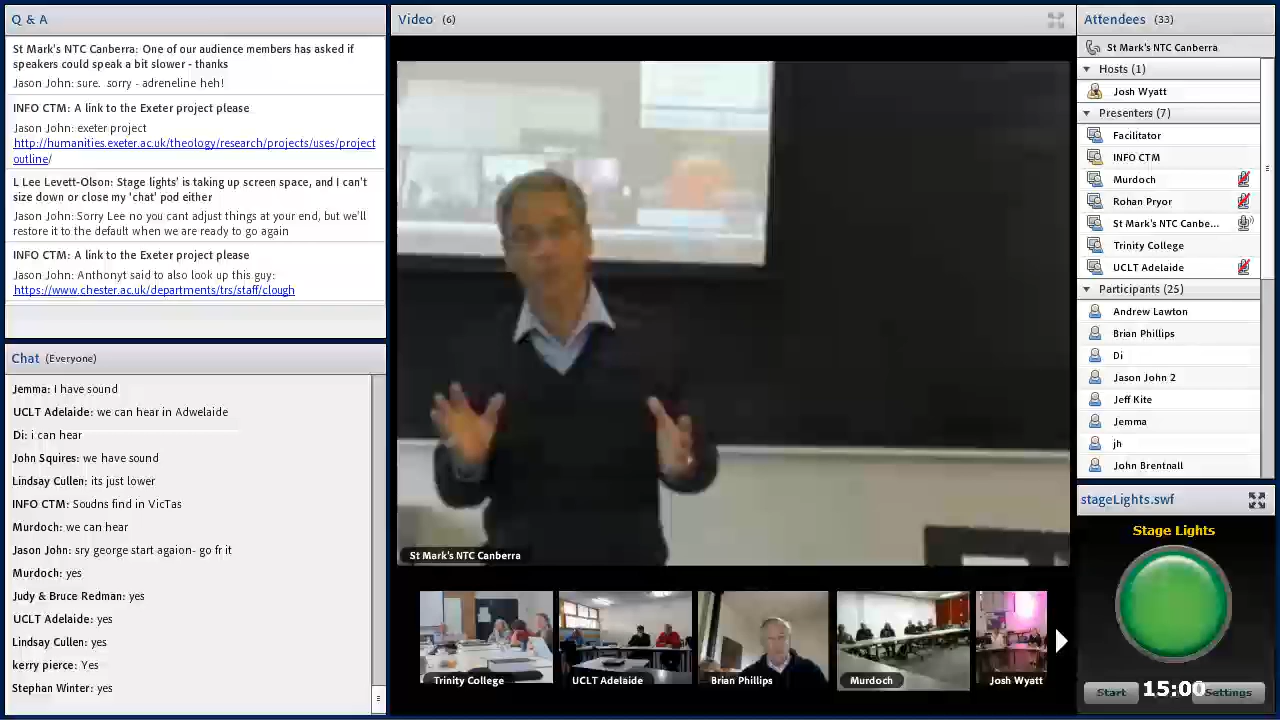 Q & A
St Mark's NTC Canberra: One of our audience members has asked if
speakers could speak a bit slower - thanks
Jason John: sure.  sorry - adreneline heh!
INFO CTM: A link to the Exeter project please
Jason John: exeter project
http://humanities.exeter.ac.uk/theology/research/projects/uses/project
outline/
L Lee Levett-Olson: Stage lights' is taking up screen space, and I can't
size down or close my 'chat' pod either
Jason John: Sorry Lee no you cant adjust things at your end, but we'll
restore it to the default when we are ready to go again
INFO CTM: A link to the Exeter project please
Jason John: Anthonyt said to also look up this guy:
https://www.chester.ac.uk/departments/trs/staff/clough
Chat (Everyone)
Jemma: I have sound
UCLT Adelaide: we can hear in Adwelaide
Di: i can hear
John Squires: we have sound
Lindsay Cullen: its just lower
INFO CTM: Soudns find in VicTas
Murdoch: we can hear
Jason John: sry george start agaion- go fr it
Murdoch: yes
Judy & Bruce Redman: yes
UCLT Adelaide: yes
Lindsay Cullen: yes
kerry pierce: Yes
Stephan Winter: yes
Video (6)
St Mark's NTC Canberra
Trinity College
UCLT Adelaide
Brian Phillips
Murdoch
Josh Wyatt
Attendees (33)
St Mark's NTC Canberra
Hosts (1)
Josh Wyatt
Presenters (7)
Facilitator
INFO CTM
Murdoch
Rohan Pryor
St Mark's NTC Canbe...
Trinity College
UCLT Adelaide
Participants (25)
Andrew Lawton
Brian Phillips
Di
Jason John 2
Jeff Kite
Jemma
jh
John Brentnall
stageLights.swf
Stage Lights
Start 15:00 Settings